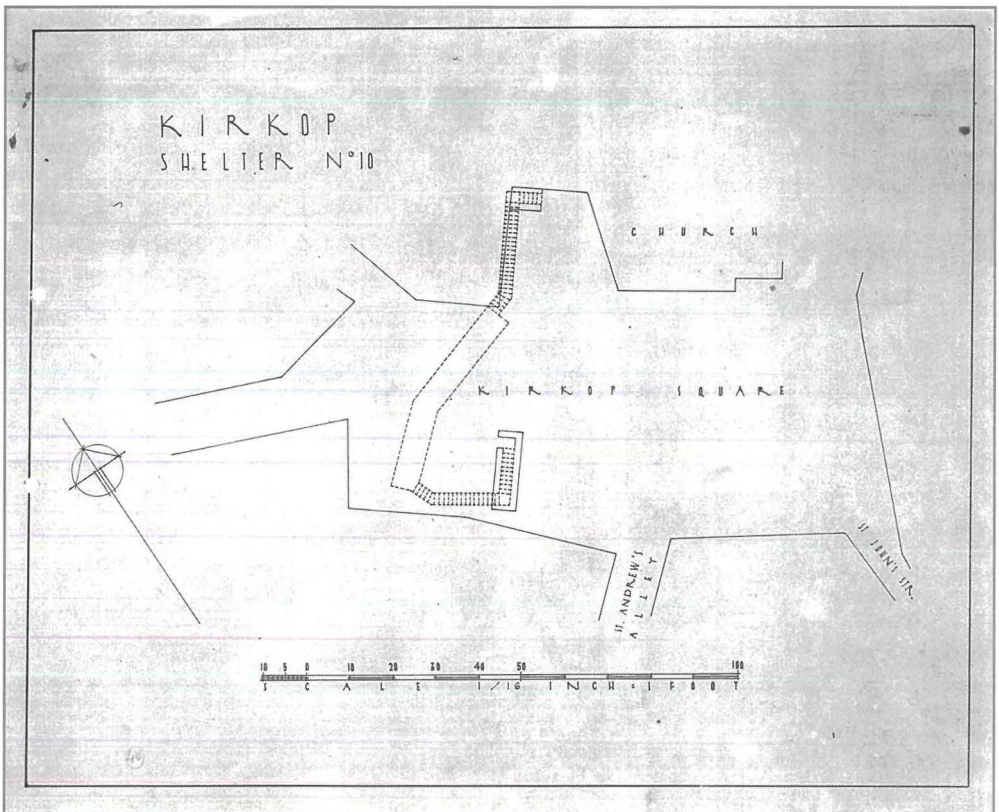 KIRKOP
SHELTER Nº10
CHURCH
KIRKOP SQUARE
ST. ANDREW'S
ALLEY
ST JOHN'S STR.
10 5 0 10 20 30 40 50 100
SCALE 1/16 INCH = 1 FOOT